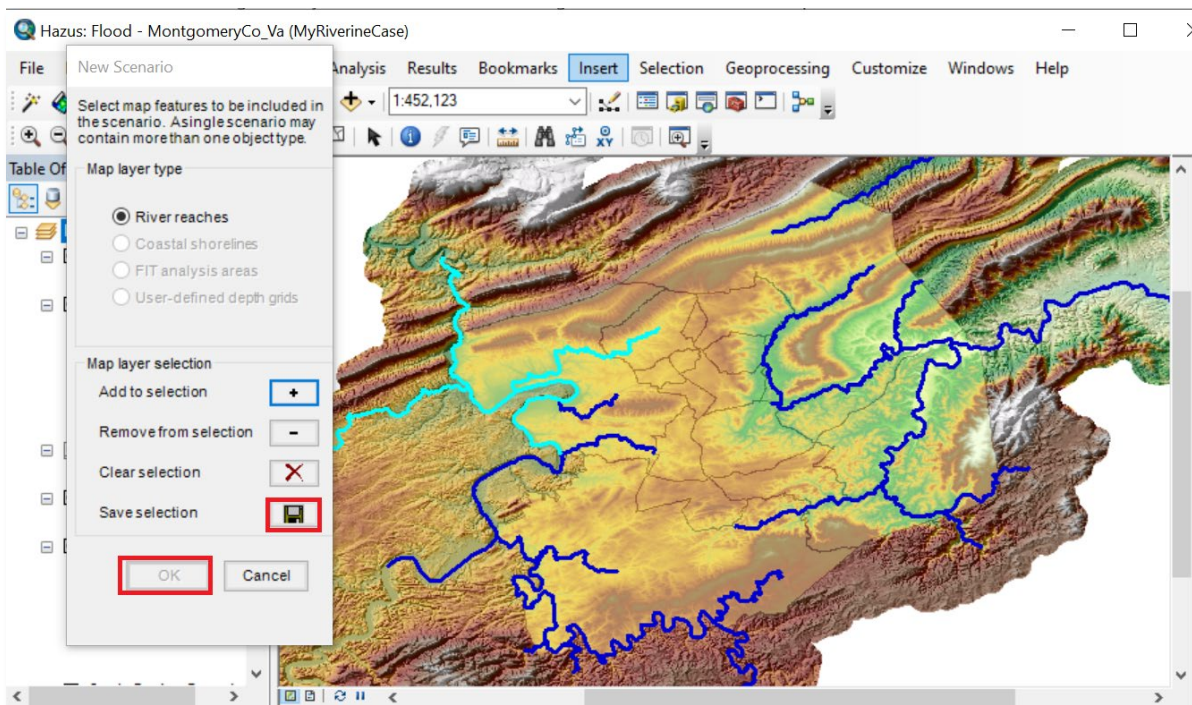 Hazus: Flood - MontgomeryCo_Va (MyRiverineCase)
File
Analysis Results Bookmarks Insert Selection Geoprocessing Customize Windows Help
New Scenario
1:452,123
Select map features to be included in
the scenario. Asingle scenario may
contain more than one object type.
Table Of
Map layer type
River reaches
Coastal shorelines
FIT analysis areas
User-defined depth grids
Map layer selection
Add to selection
+
Remove from selection
-
Clear selection
Save selection
OK Cancel